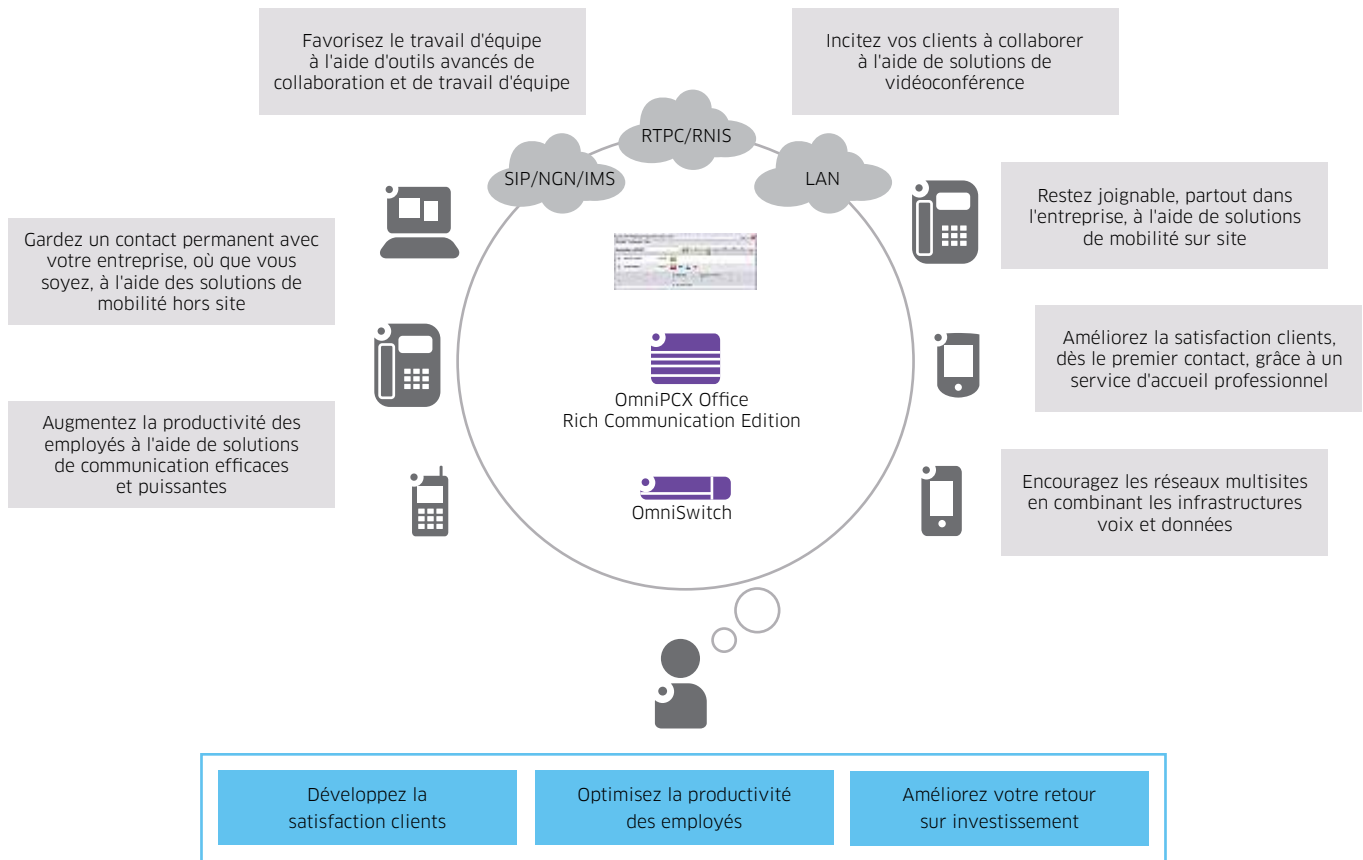 Favorisez le travail d'équipe
à l'aide d'outils avancés de
collaboration et de travail d'équipe
Incitez vos clients à collaborer
à l'aide de solutions de
vidéoconférence
RTPC/RNIS
SIP/NGN/IMS
LAN
Gardez un contact permanent avec
votre entreprise, où que vous
soyez, à l'aide des solutions de
mobilité hors site
Restez joignable, partout dans
l'entreprise, à l'aide de solutions
de mobilité sur site
Améliorez la satisfaction clients,
dès le premier contact, grâce à un
service d'accueil professionnel
OmniPCX Office
Rich Communication Edition
Augmentez la productivité des
employés à l'aide de solutions
de communication efficaces
et puissantes
Encouragez les réseaux multisites
en combinant les infrastructures
voix et données
OmniSwitch
Développez la
satisfaction clients
Optimisez la productivité
des employés
Améliorez votre retour
sur investissement